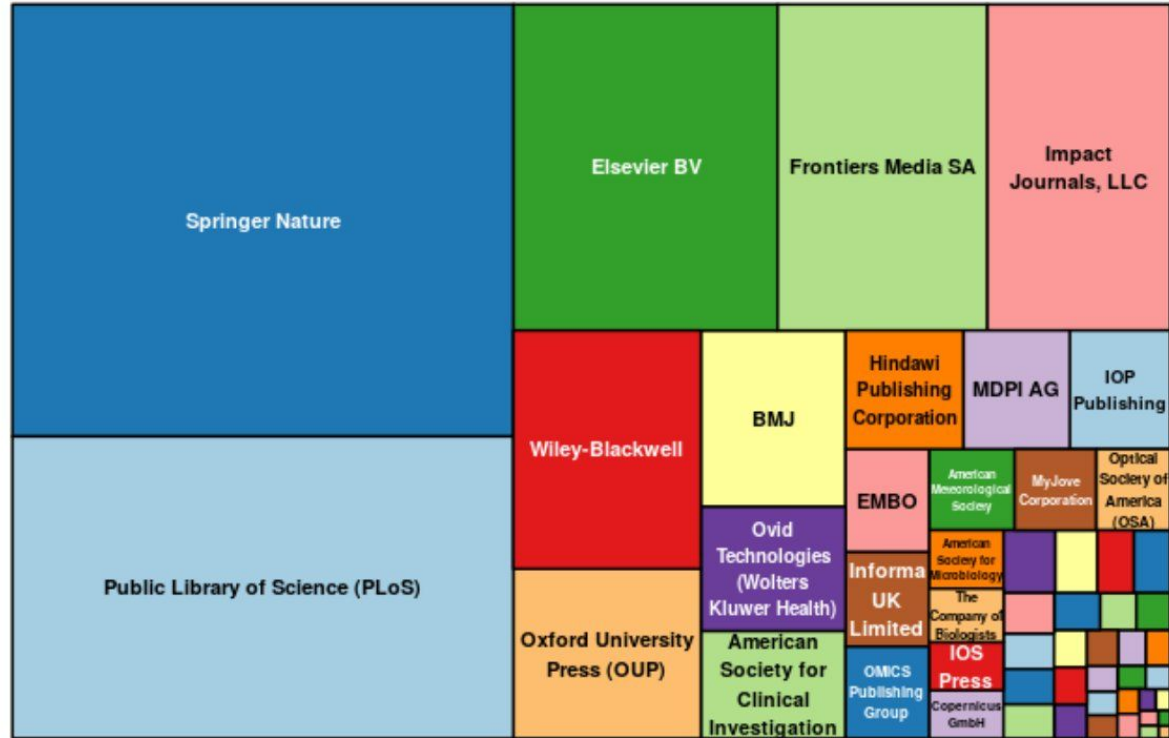 Springer Nature
Public Library of Science (PLoS)
Elsevier BV
Frontiers Media SA
Impact
Journals, LLC
Wiley-Blackwell
Oxford University
Press (OUP)
BMJ
Ovid
Technologies
(Wolters
Kluwer Health)
American
Society for
Clinical
Investigation
Hindawi
Publishing
Corporation
MDPI AG
IOP
Publishing
EMBO
Informa
UK
Limited
OMICS
Publishing
Group
American
Meteorological
Society
MyJove
Corporation
Optical
Society of
America
(OSA)
American
Society for
Microbiology
The
Company of
Biologists
IOS
Press
Copernicus
GmbH